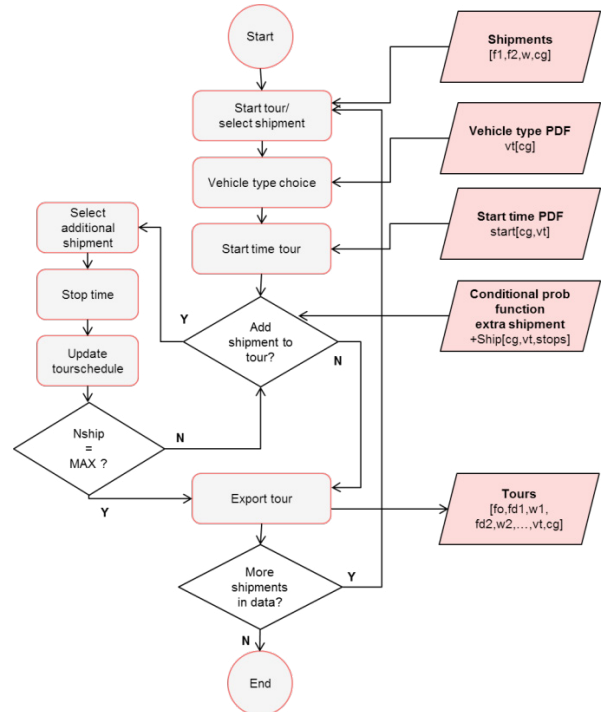 Start
Shipments
[f1,f2,w,cg]
Start tour/
select shipment
Vehicle type PDF
vt[cg]
Vehicle type choice
Select
additional
shipment
Start time PDF
start[cg,vt]
Start time tour
Stop time
Conditional prob
function
extra shipment
+Ship[cg,vt,stops]
Y
Add
shipment to
tour?
N
Update
tourschedule
Nship
=
MAX ?
N
Y
Export tour
Tours
[fo,fd1,w1,
fd2,w2,...,vt,cg]
More
shipments
in data?
Y
N
End